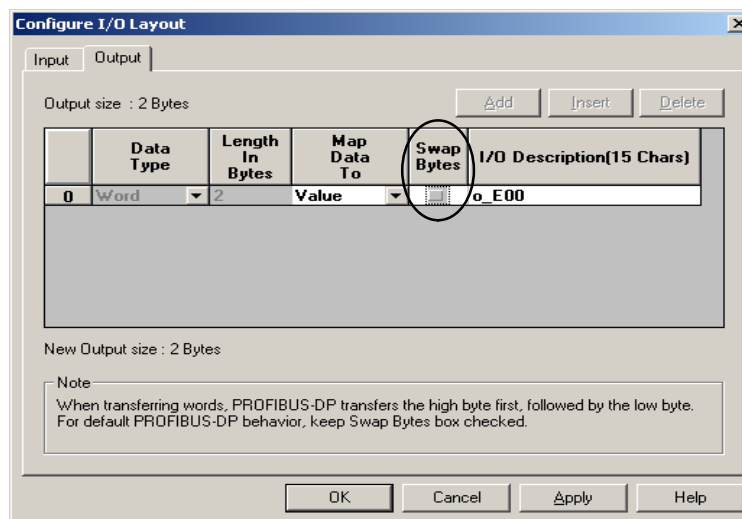 Configure I/O Layout
Input Output
Output size : 2 Bytes
Add Insert Delete
Data Type Length In Bytes Map Data To Swap Bytes I/O Description(15 Chars)
0 Word 2 Value o_E00
New Output size : 2 Bytes
Note
When transferring words, PROFIBUS-DP transfers the high byte first, followed by the low byte.
For default PROFIBUS-DP behavior, keep Swap Bytes box checked.
OK Cancel Apply Help